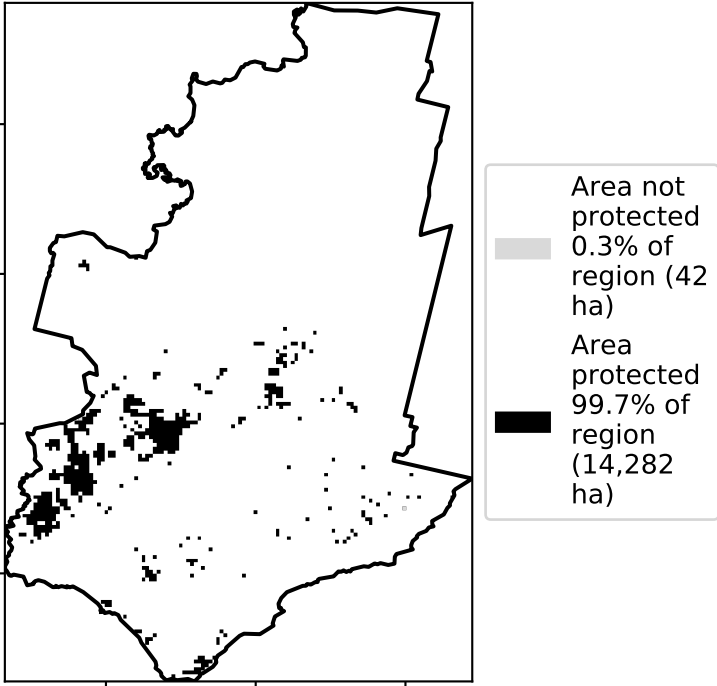 Area not
protected
0.3% of
region (42
ha)
Area
protected
99.7% of
region
(14,282
ha)